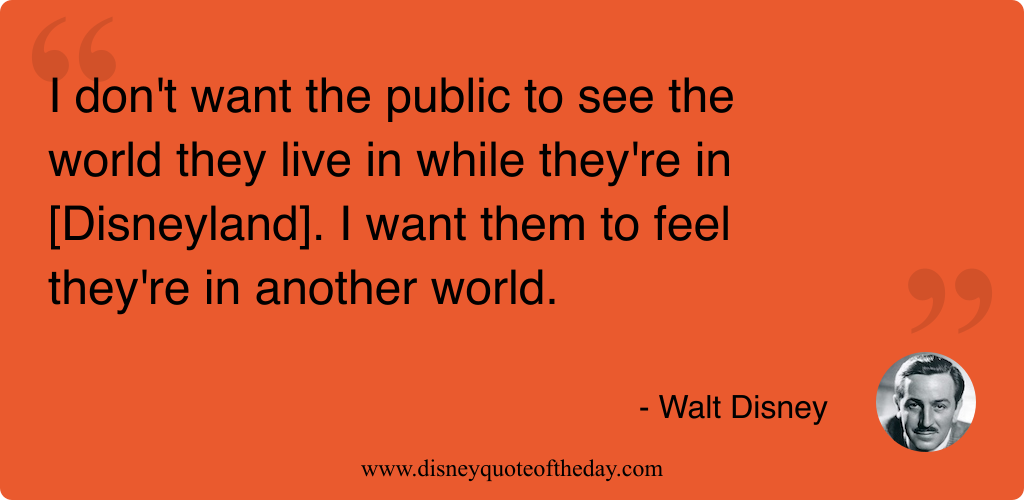 I don't want the public to see the
world they live in while they're in
[Disneyland]. I want them to feel
they're in another world.
- Walt Disney
www.disneyquoteoftheday.com